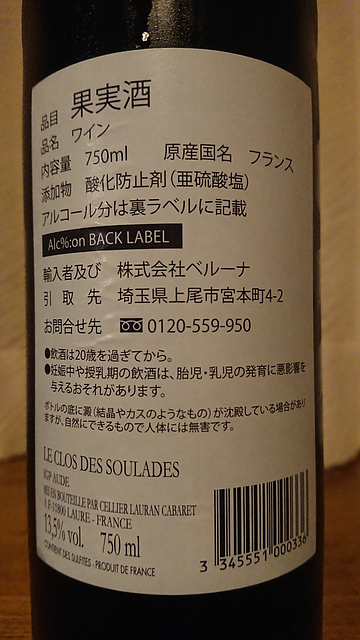 品目 果実酒
品名 ワイン
内容量 750ml 原産国名 フランス
添加物 酸化防止剤(亜硫酸塩)
アルコール分は裏ラベルに記載
Alc%:on BACK LABEL
輸入者及び 株式会社ベルーナ
引取先 埼玉県上尾市宮本町4-2
お問合せ先 0120-559-950
●飲酒は20歳を過ぎてから。
●妊娠中や授乳期の飲酒は、胎児・乳児の発育に悪影響を
与えるおそれがあります。
ボトルの底に澱(結晶やカスのようなもの)が沈殿している場合があり
ますが、自然にできるもので人体には無害です。
LE CLOS DES SOULADES
IGP AUDE
MIS EN BOUTEILLE PAR CELLIER LAURAN CABARET
À F-11800 LAURE - FRANCE
13,5% vol. 750 ml
CONTIENT DES SULFITES - PRODUIT DE FRANCE
3 345551 000336